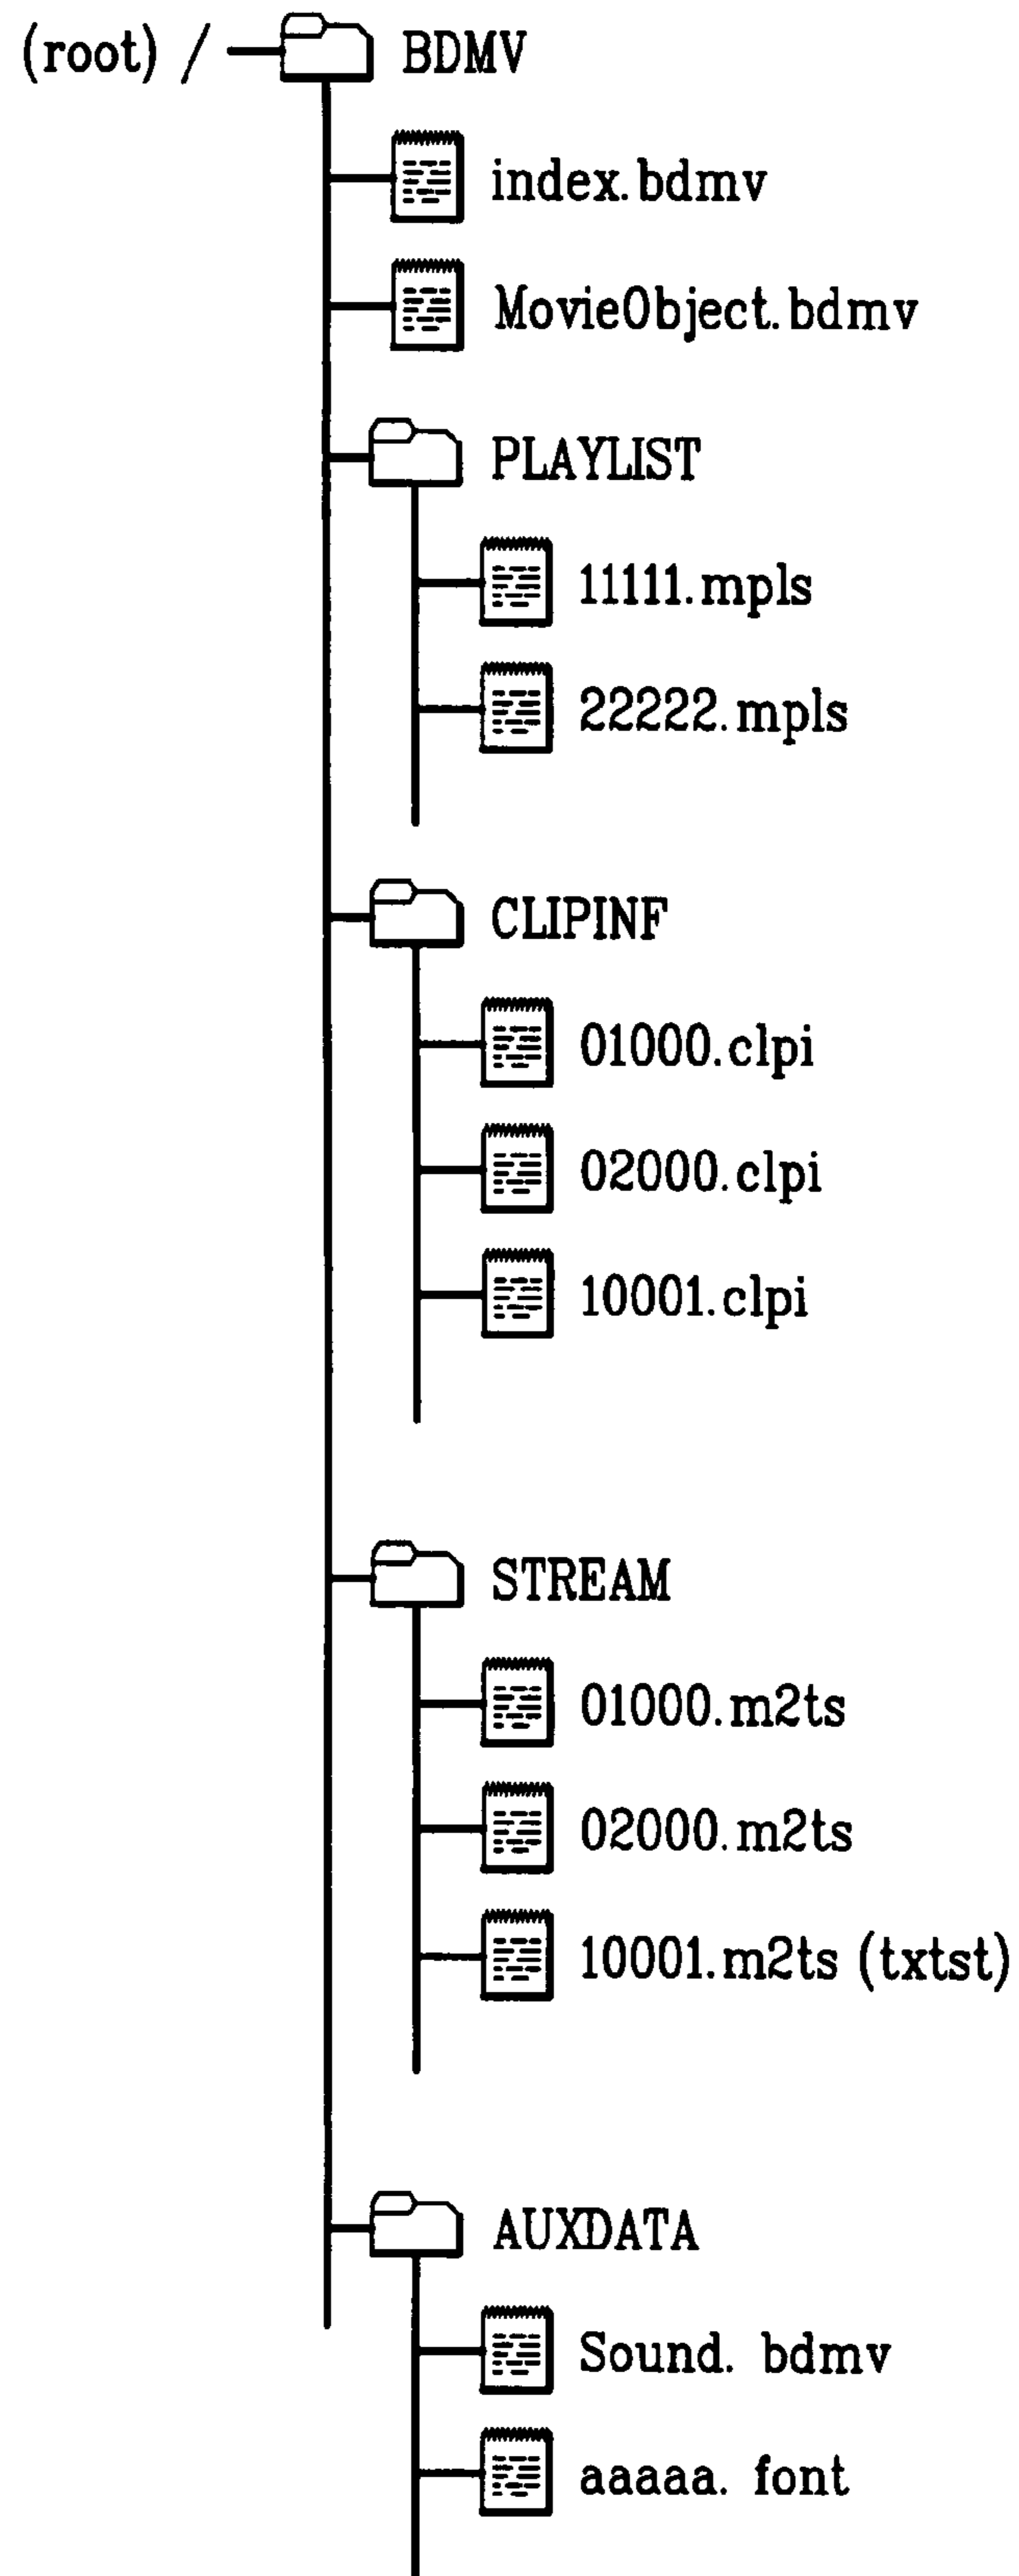 (root) / BDMV
index.bdmv
MovieObject.bdmv
PLAYLIST
11111.mpls
22222.mpls
CLIPINF
01000.clpi
02000.clpi
10001.clpi
STREAM
01000.m2ts
02000.m2ts
10001.m2ts (txtst)
AUXDATA
Sound. bdmv
aaaaa. font